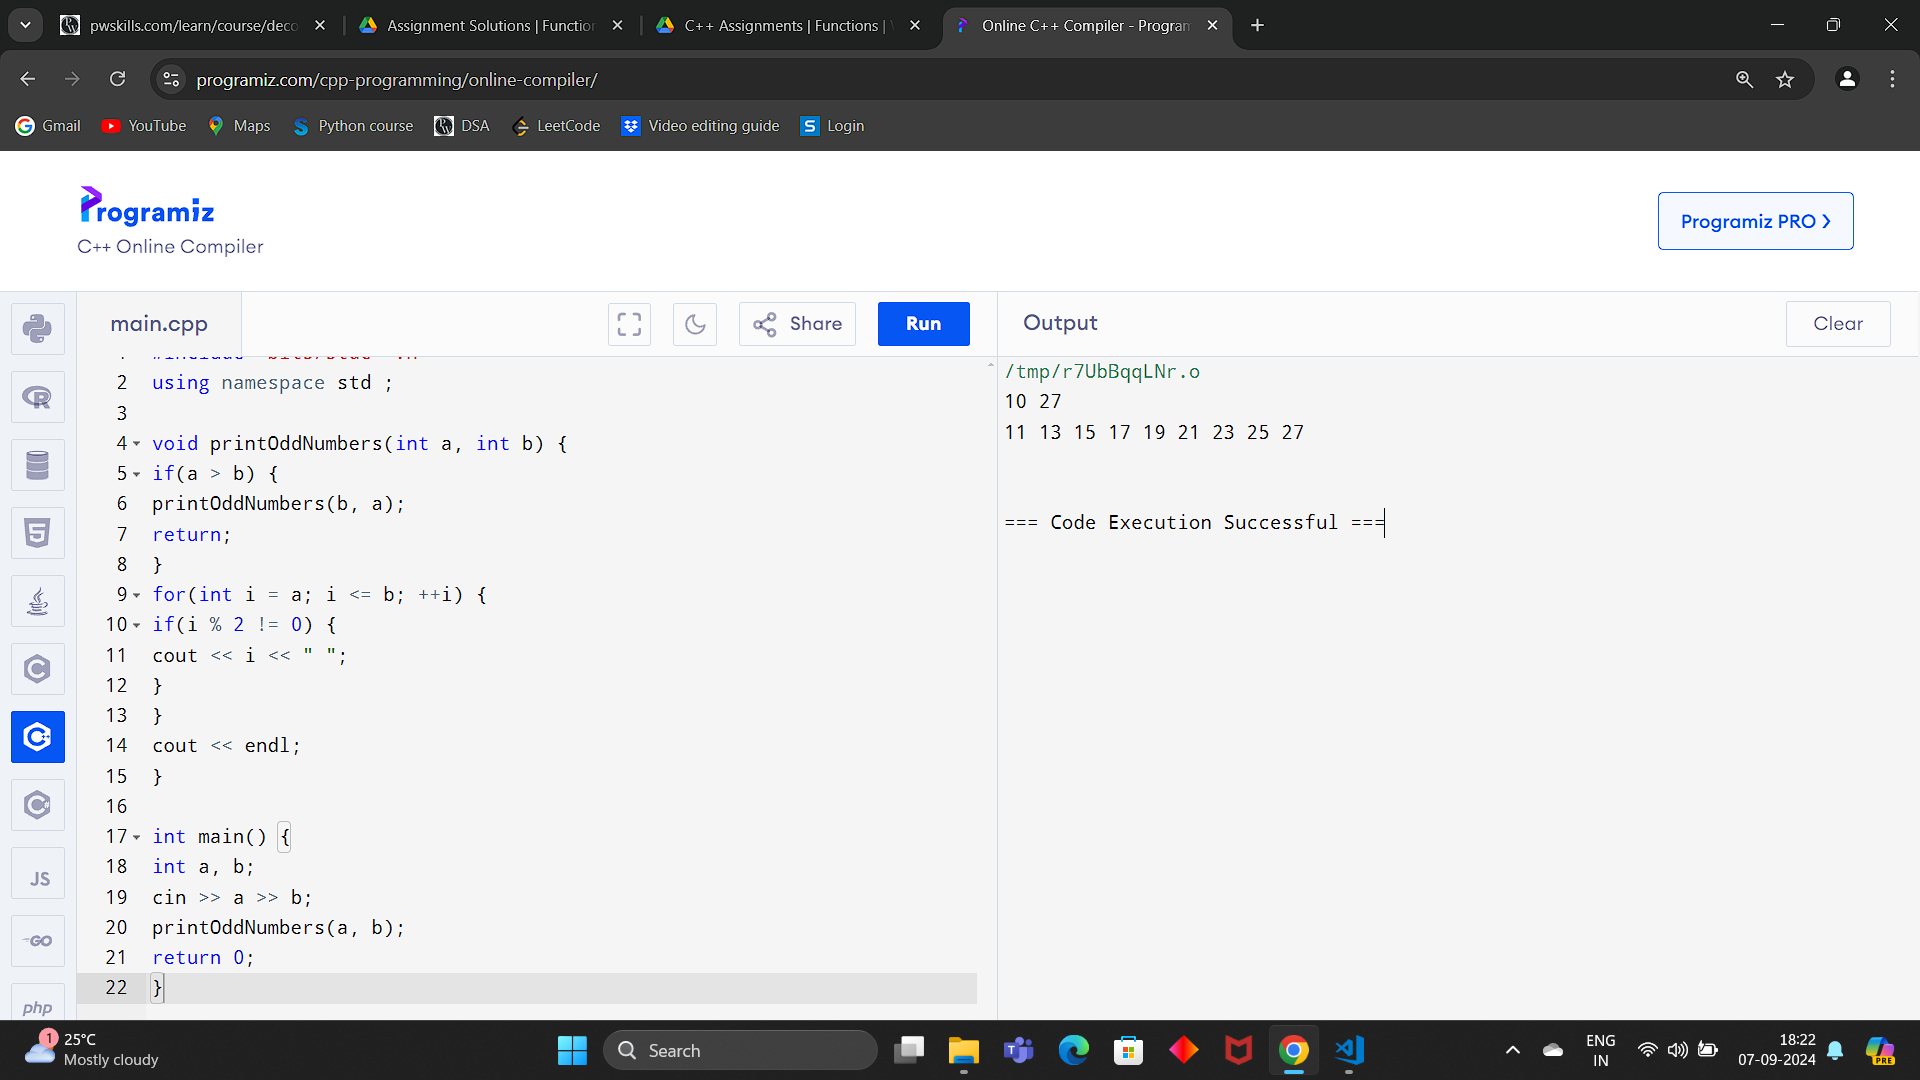 pwskills.com/learn/course/deco
Assignment Solutions | Function
C++ Assignments | Functions |
Online C++ Compiler - Program
programiz.com/cpp-programming/online-compiler/
Gmail
YouTube
Maps
Python course
DSA
LeetCode
Video editing guide
S Login
Programiz
C++ Online Compiler
Programiz PRO >
main.cpp
Share
Run
Output
Clear
2 using namespace std ;
3
4 void printOddNumbers(int a, int b) {
5 if(a > b) {
6 printOddNumbers(b, a);
7 return;
8 }
9 for(int i = a; i <= b; ++i) {
10 if(i % 2 != 0) {
11 cout << i << " ";
12 }
13 }
14 cout << endl;
15 }
16
17 int main() {
18 int a, b;
19 cin >> a >> b;
20 printOddNumbers(a, b);
21 return 0;
22 }
/tmp/r7UbBqqLNr.o
10 27
11 13 15 17 19 21 23 25 27
=== Code Execution Successful ===
JS
GO
php
1
25°C
Mostly cloudy
Search
ENG
IN
18:22
07-09-2024
PRE